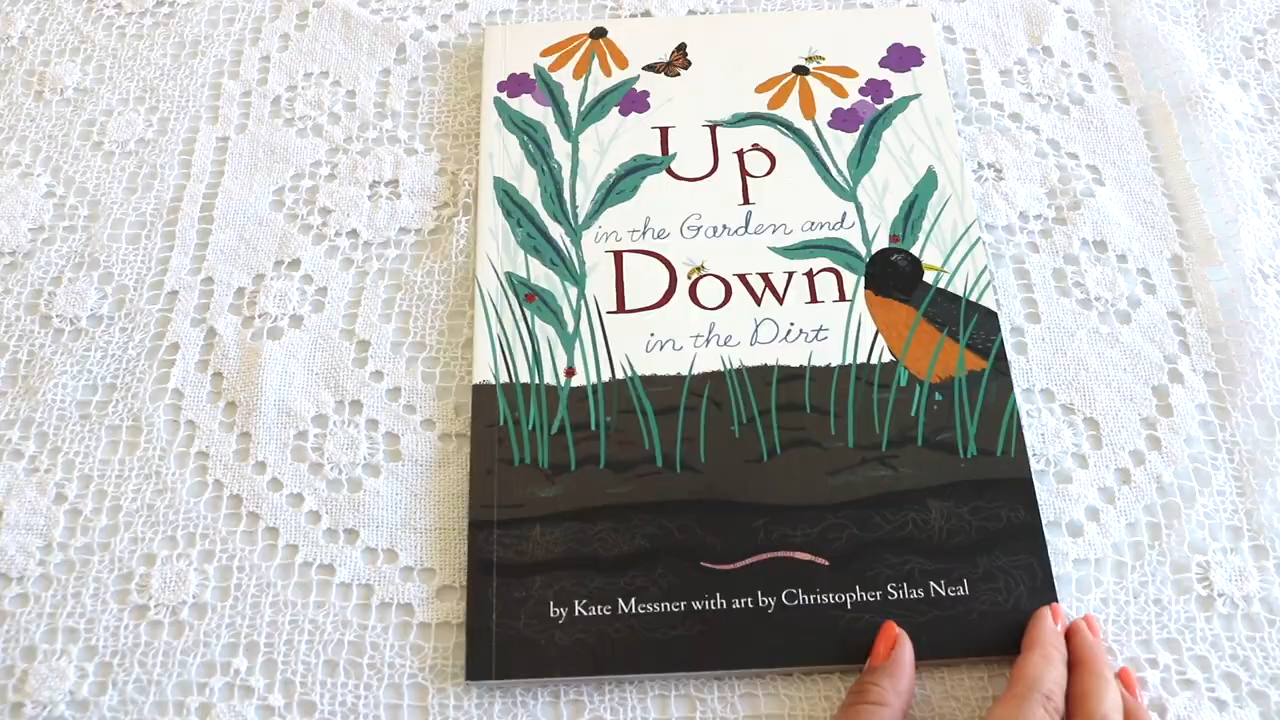 Up
in the Garden and
Down
in the Dirt
by Kate Messner with art by Christopher Silas Neal